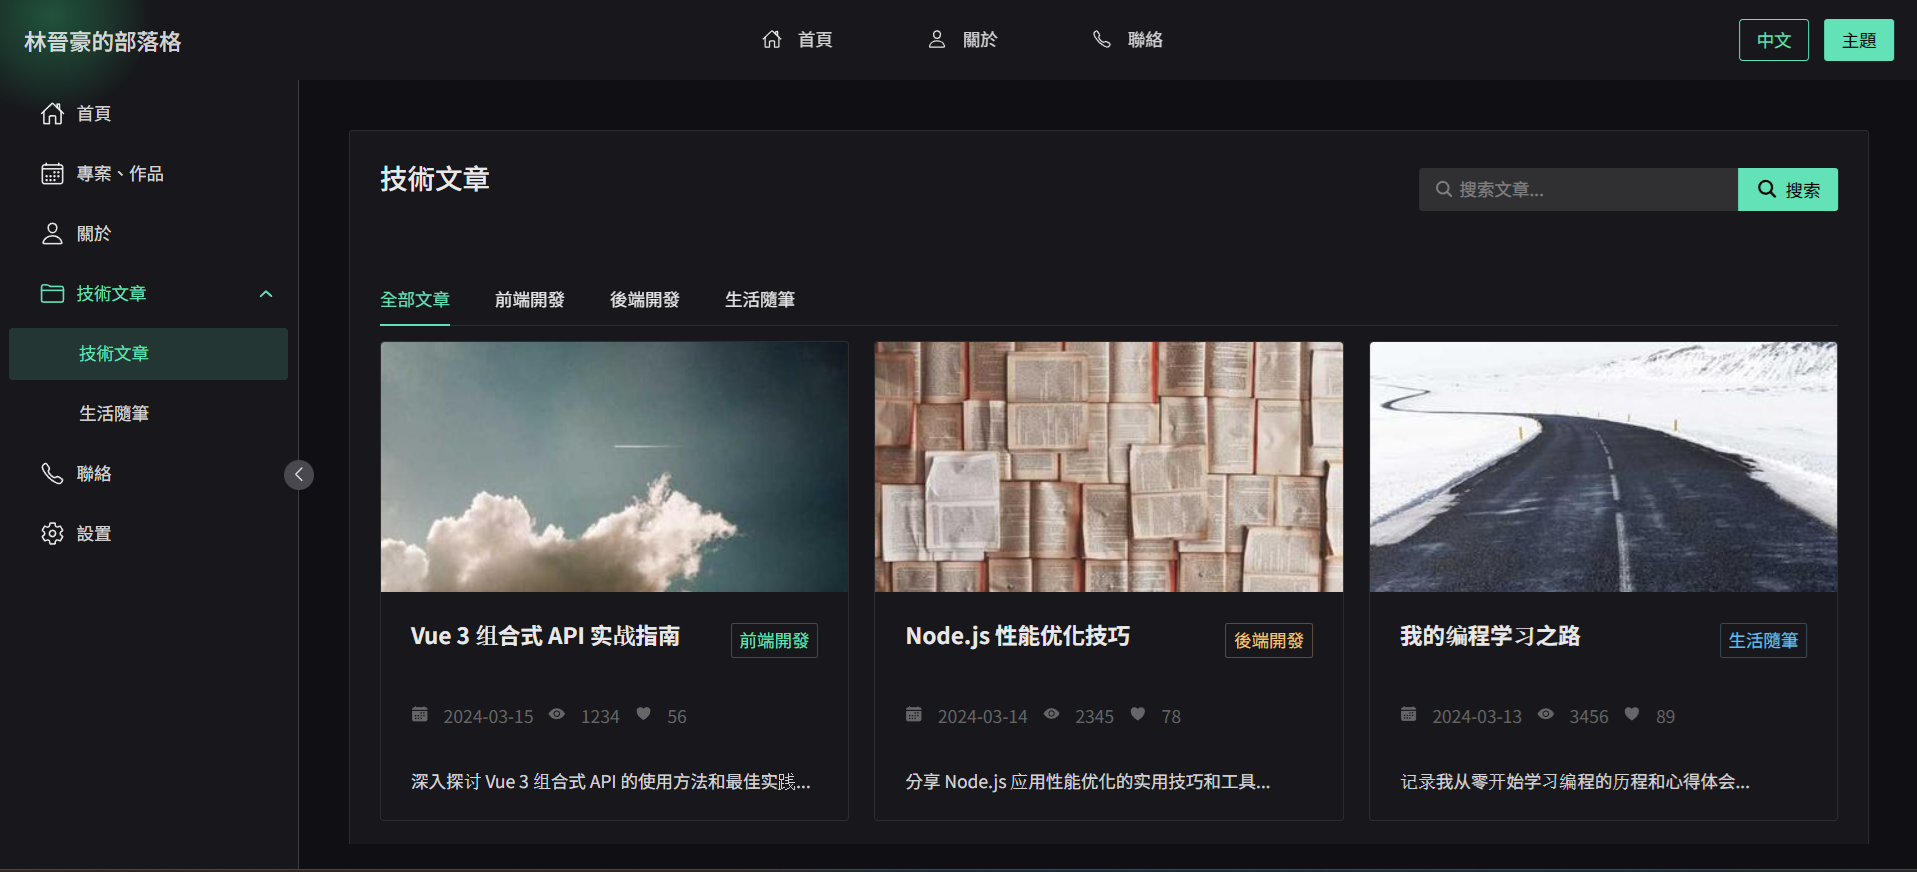 林晉豪的部落格
首頁
關於
聯絡
中文
主題
首頁
專案、作品
關於
技術文章
技術文章
生活隨筆
聯絡
設置
技術文章
搜索文章...
搜索
全部文章
前端開發
後端開發
生活隨筆
Vue 3 组合式 API 实战指南
前端開發
2024-03-15
1234
56
深入探讨 Vue 3 组合式 API 的使用方法和最佳实践...
Node.js 性能优化技巧
後端開發
2024-03-14
2345
78
分享 Node.js 应用性能优化的实用技巧和工具...
我的编程学习之路
生活隨筆
2024-03-13
3456
89
记录我从零开始学习编程的历程和心得体会...